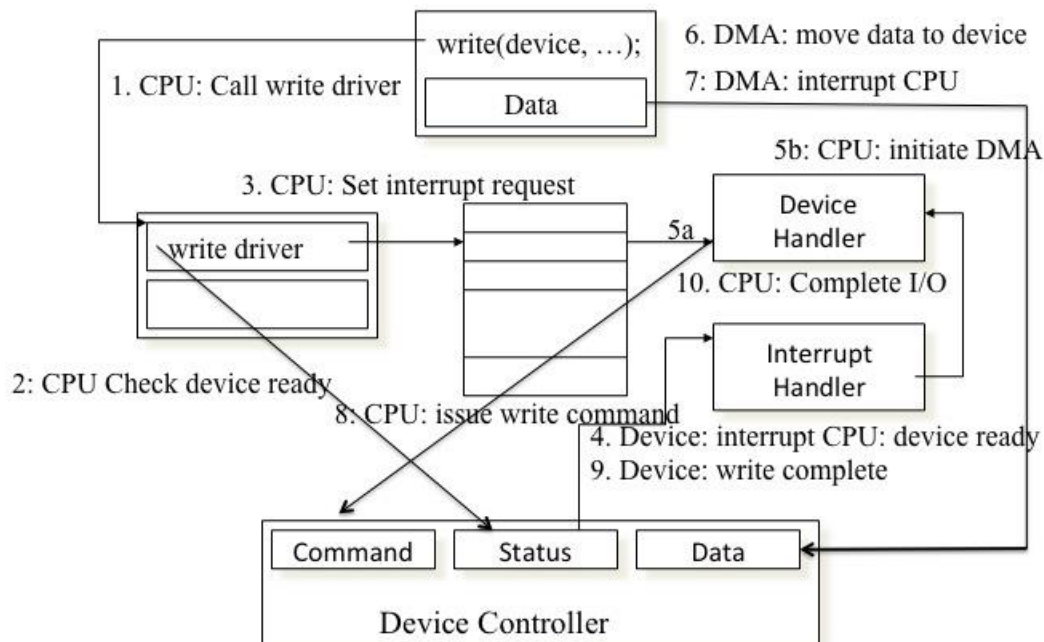 write(device, …);
Data
6. DMA: move data to device
7: DMA: interrupt CPU
1. CPU: Call write driver
5b: CPU: initiate DMA
3. CPU: Set interrupt request
Device
Handler
write driver
5a
10. CPU: Complete I/O
Interrupt
Handler
2: CPU Check device ready
8: CPU: issue write command
4. Device: interrupt CPU: device ready
9. Device: write complete
Command
Status
Data
Device Controller